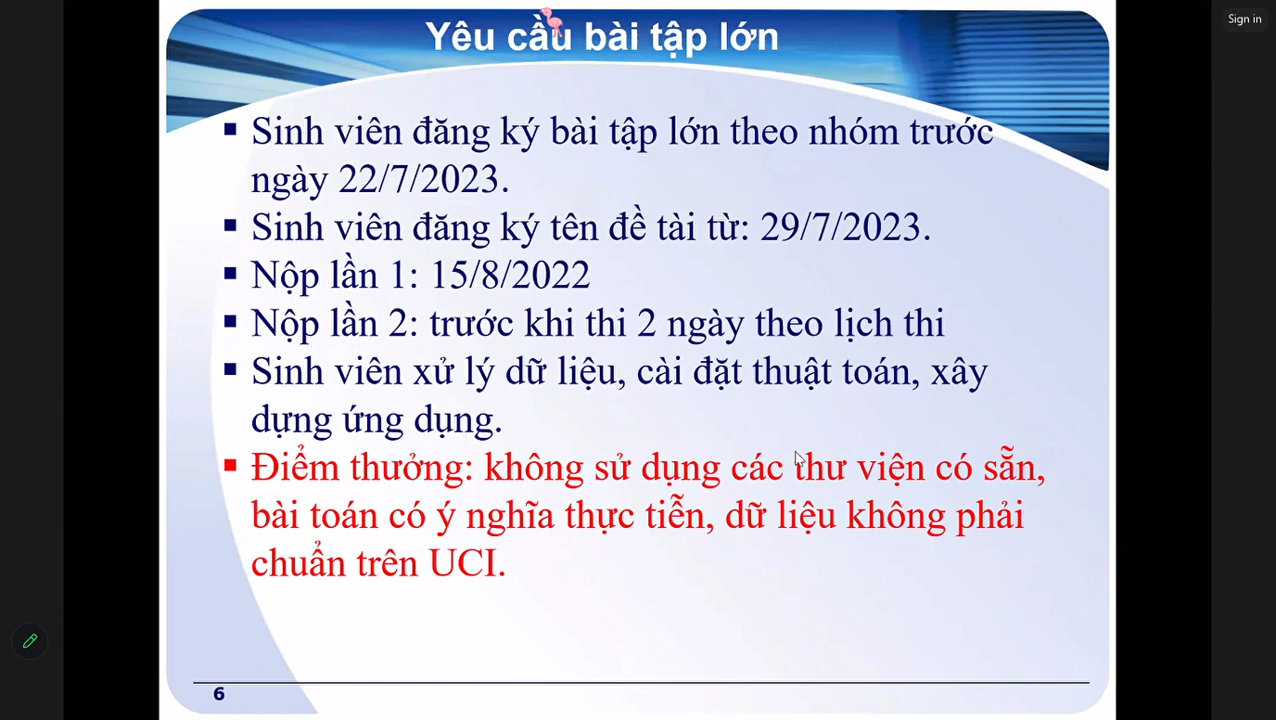 Sign in
Yêu cầu bài tập lớn
▪ Sinh viên đăng ký bài tập lớn theo nhóm trước
ngày 22/7/2023.
▪ Sinh viên đăng ký tên đề tài từ: 29/7/2023.
▪ Nộp lần 1: 15/8/2022
▪ Nộp lần 2: trước khi thi 2 ngày theo lịch thi
▪ Sinh viên xử lý dữ liệu, cài đặt thuật toán, xây
dựng ứng dụng.
▪ Điểm thưởng: không sử dụng các thư viện có sẵn,
bài toán có ý nghĩa thực tiễn, dữ liệu không phải
chuẩn trên UCI.
6